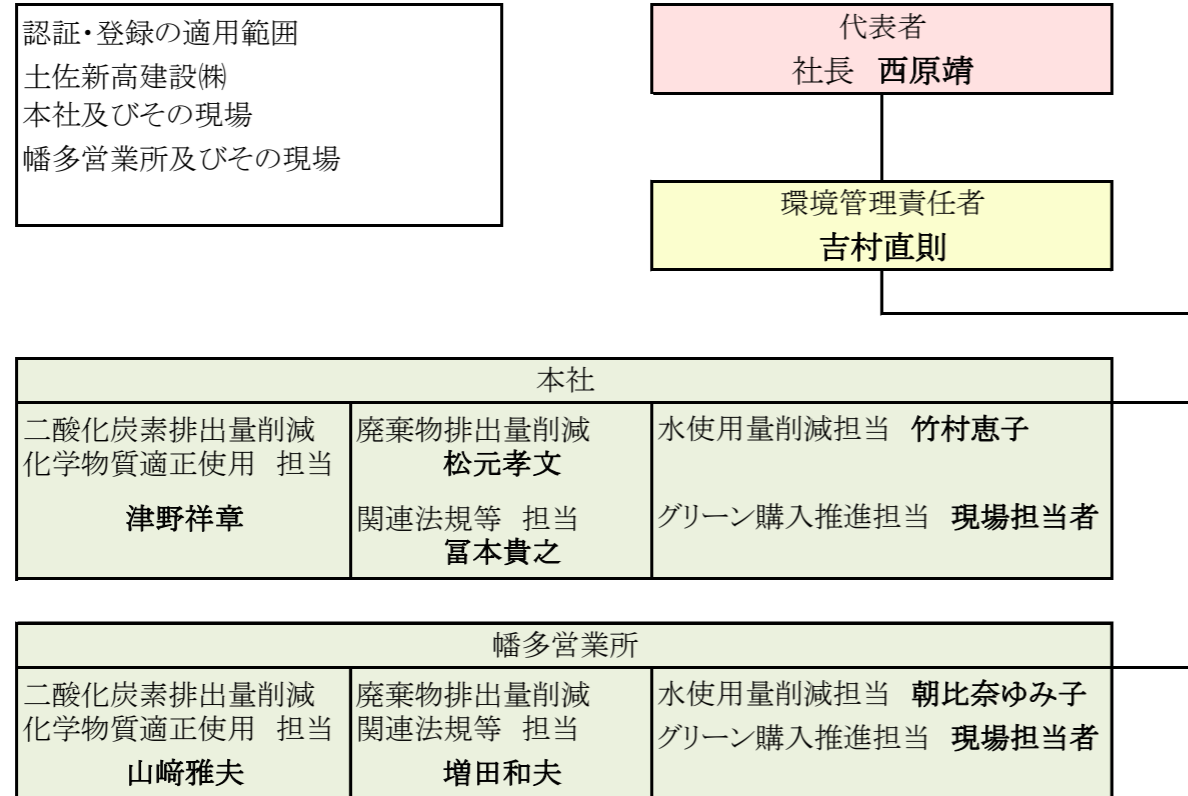 認証・登録の適用範囲
土佐新高建設㈱
本社及びその現場
幡多営業所及びその現場
代表者
社長 西原靖
環境管理責任者
吉村直則
本社
二酸化炭素排出量削減
化学物質適正使用 担当
津野祥章
廃棄物排出量削減
松元孝文
関連法規等 担当
冨本貴之
水使用量削減担当 竹村恵子
グリーン購入推進担当 現場担当者
幡多営業所
二酸化炭素排出量削減
化学物質適正使用 担当
山﨑雅夫
廃棄物排出量削減
関連法規等 担当
増田和夫
水使用量削減担当 朝比奈ゆみ子
グリーン購入推進担当 現場担当者